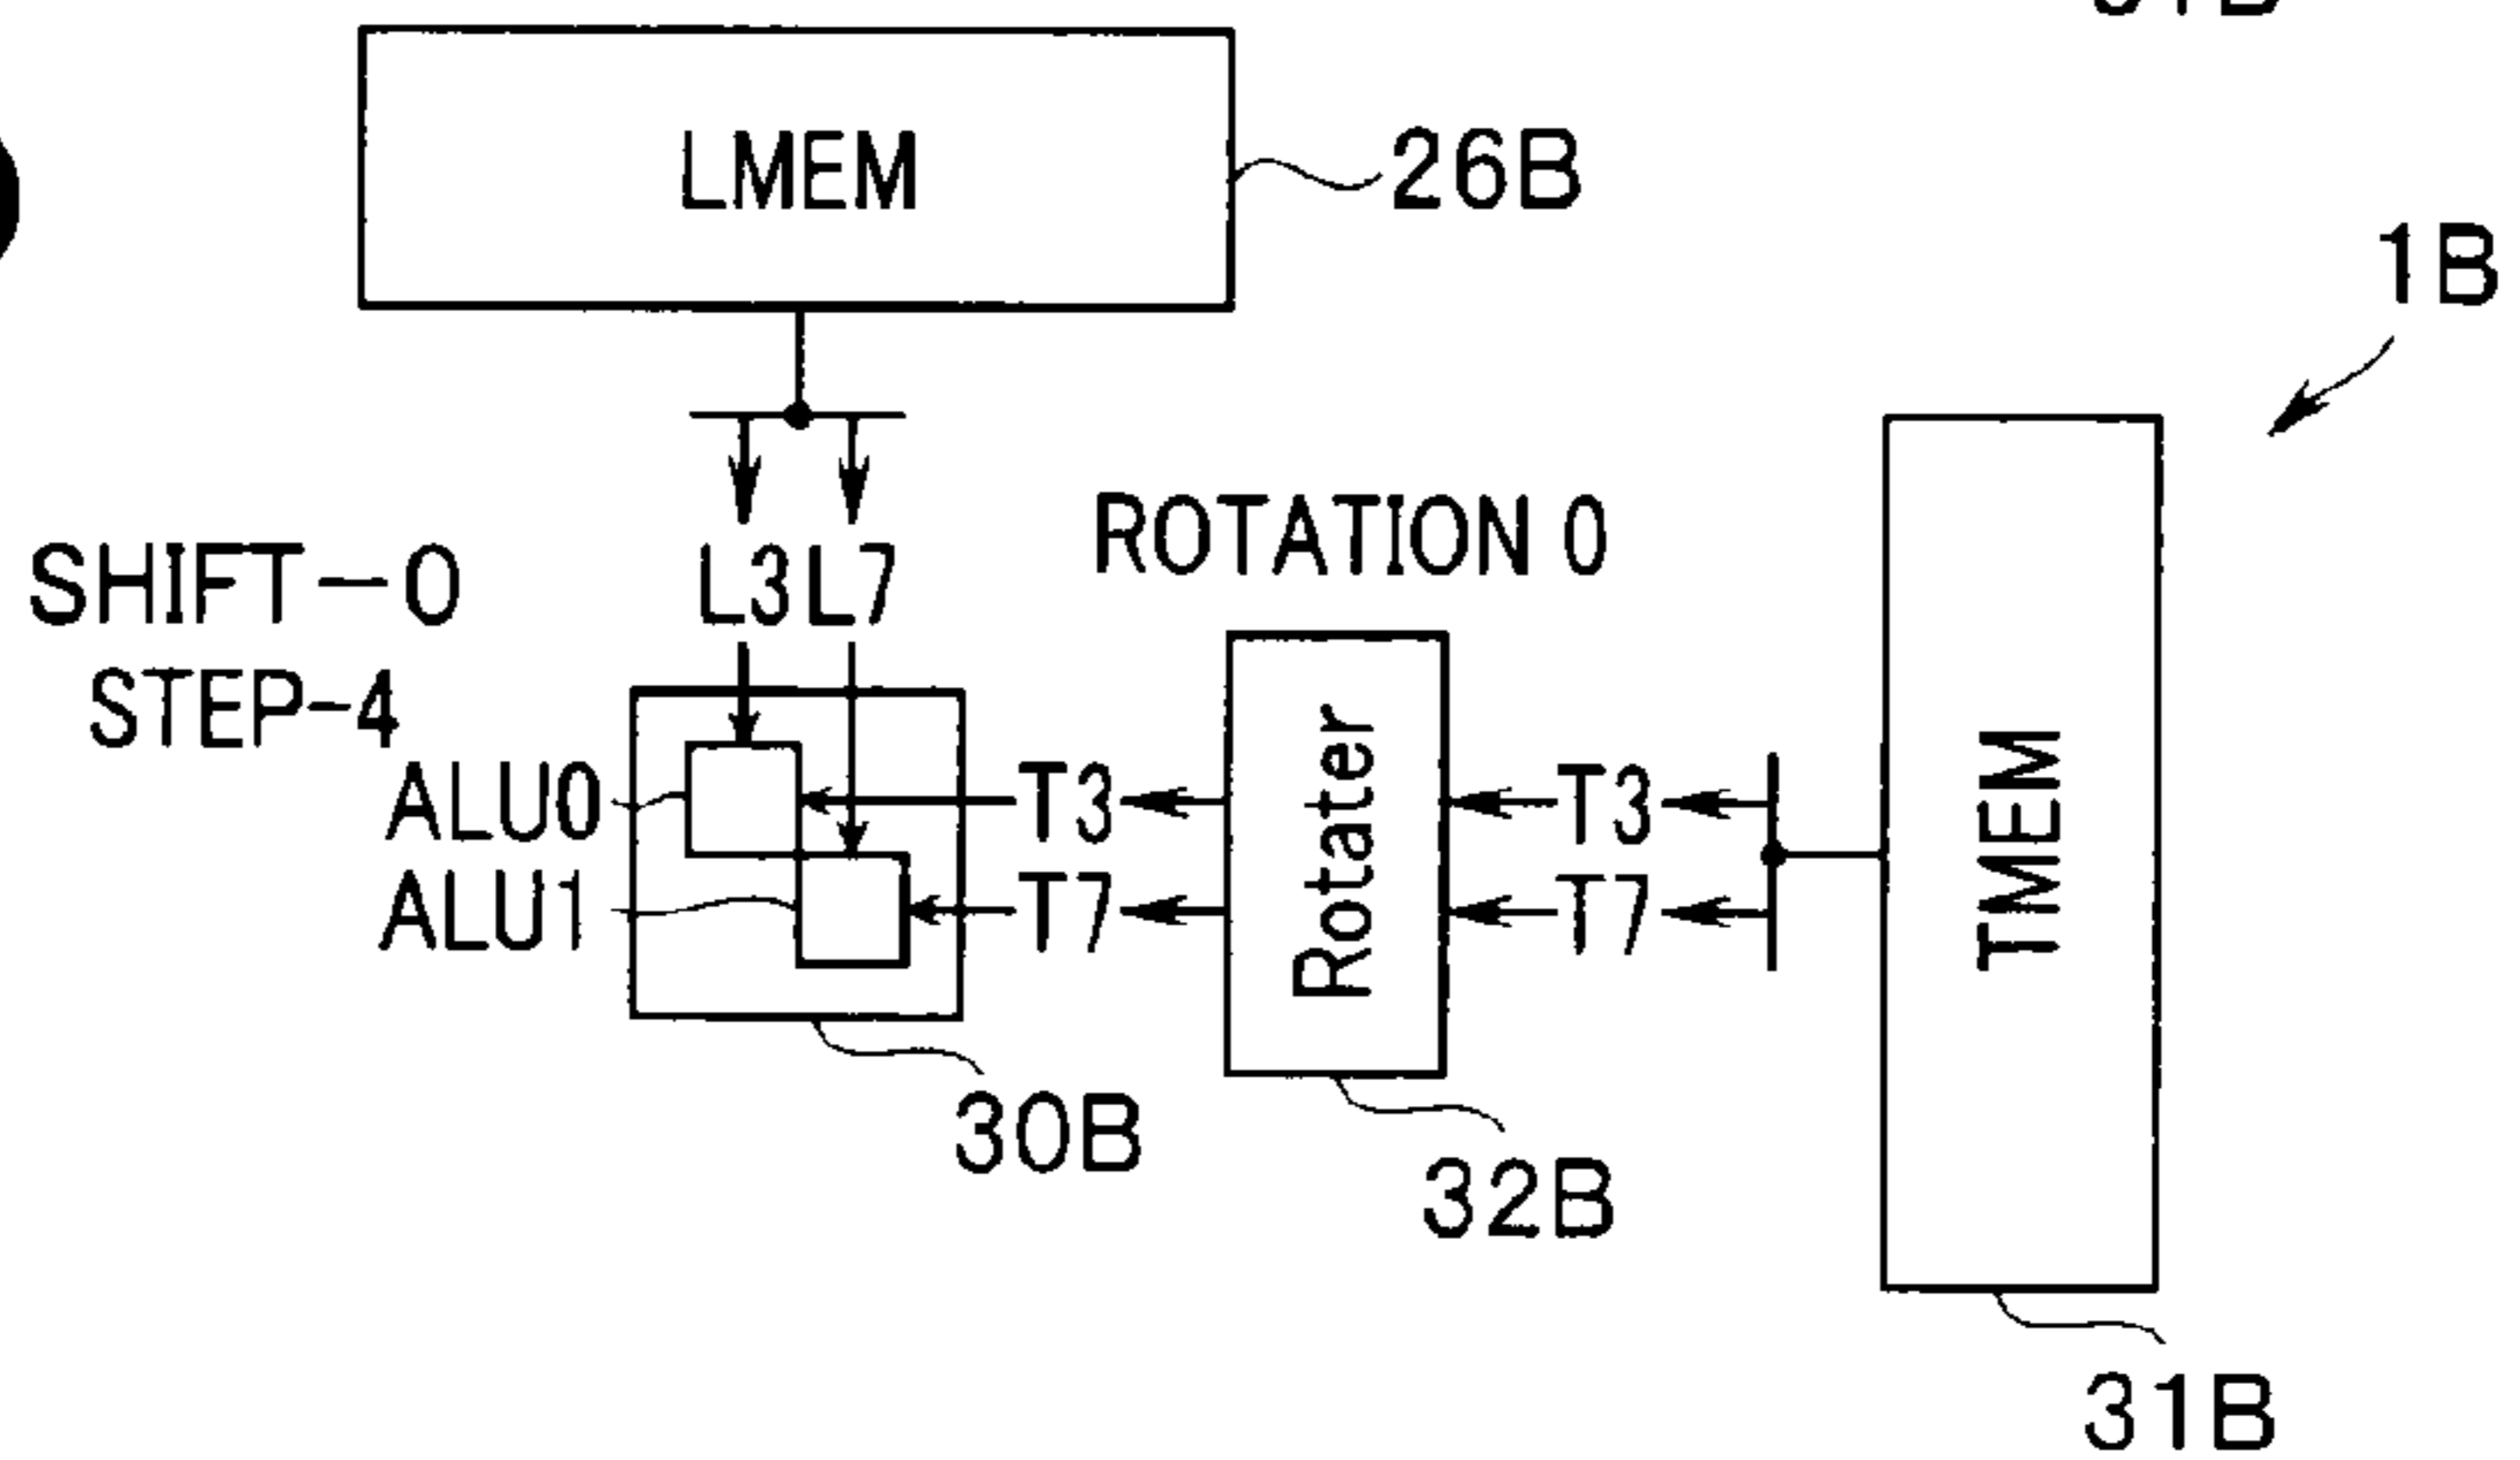 LMEM
26B
1B
ROTATION 0
SHIFT-0
L3 L7
STEP-4
ALU0
T3
T3
ALU1
T7
T7
Rotater
TMEM
30B
32B
31B